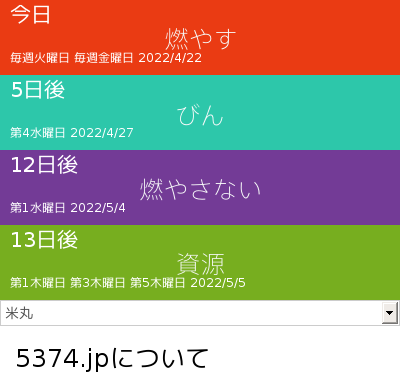 今日
燃やす
毎週火曜日 毎週金曜日 2022/4/22
5日後
びん
第4水曜日 2022/4/27
12日後
燃やさない
第1水曜日 2022/5/4
13日後
資源
第1木曜日 第3木曜日 第5木曜日 2022/5/5
米丸
5374.jpについて